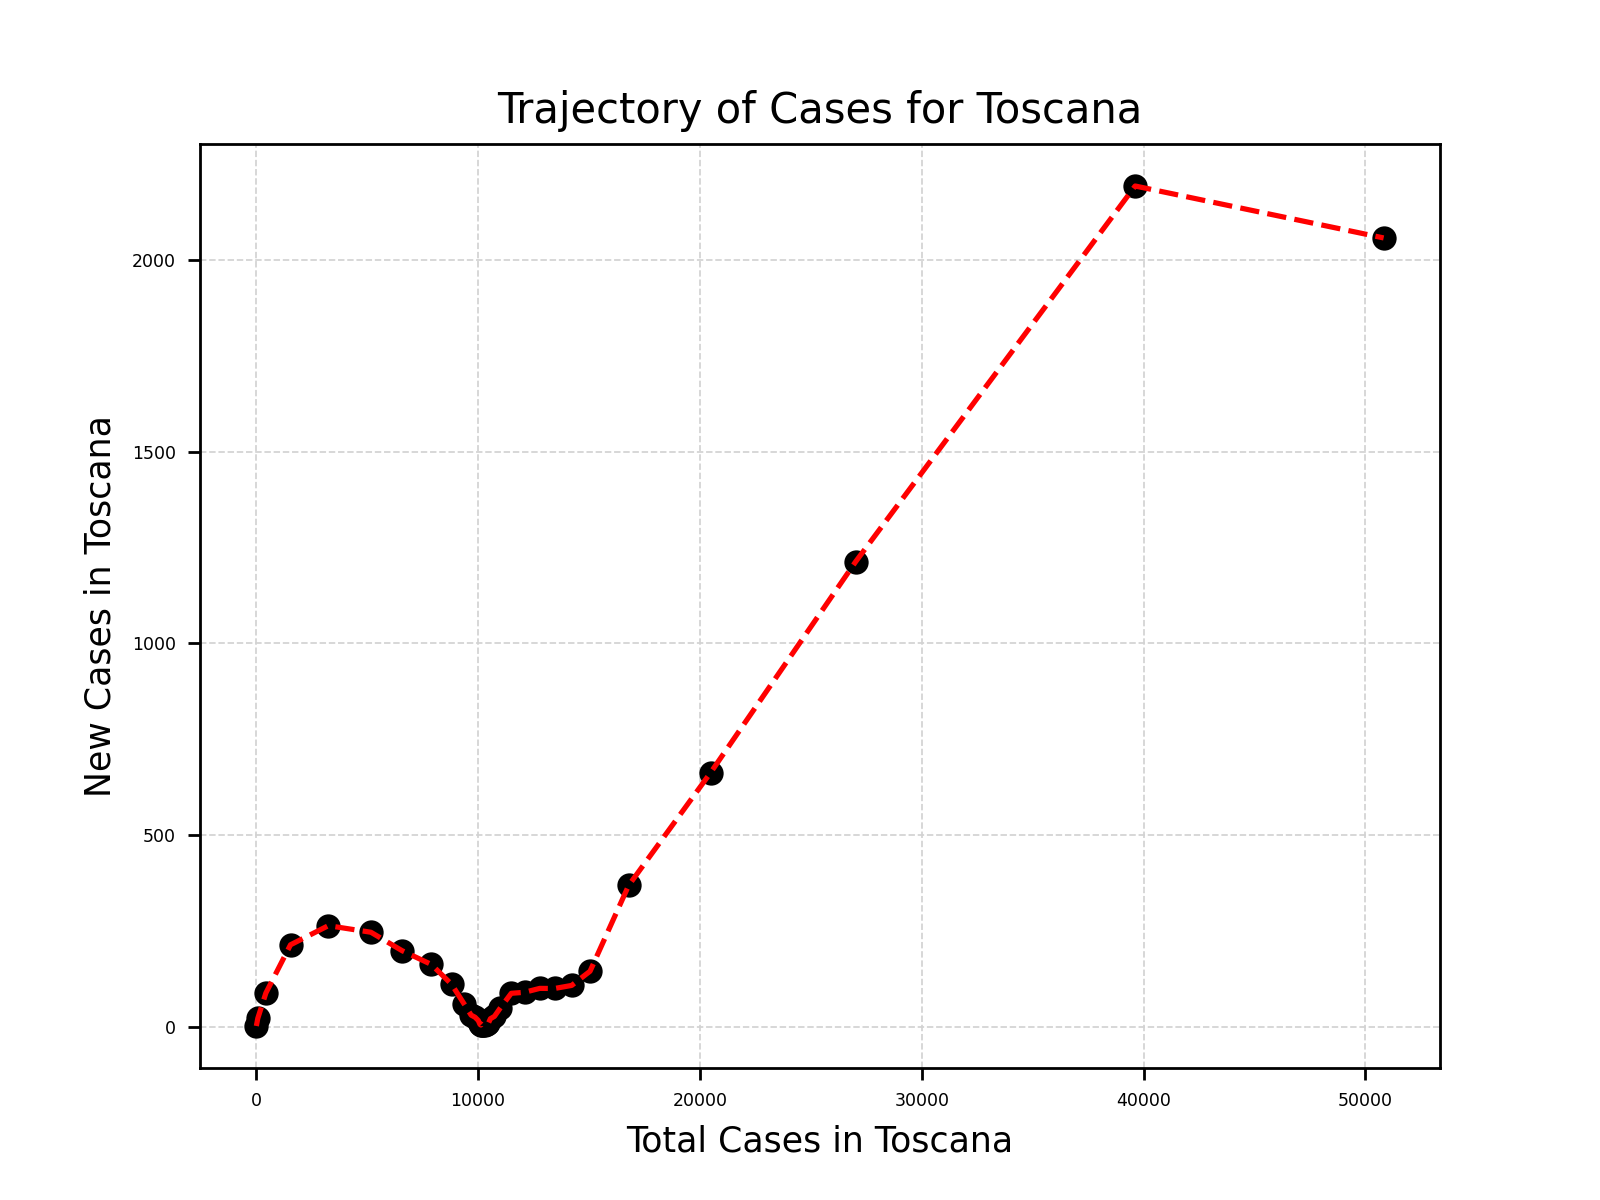 Trajectory of Cases for Toscana
New Cases in Toscana
2000
1500
1000
500
0
0 10000 20000 30000 40000 50000
Total Cases in Toscana